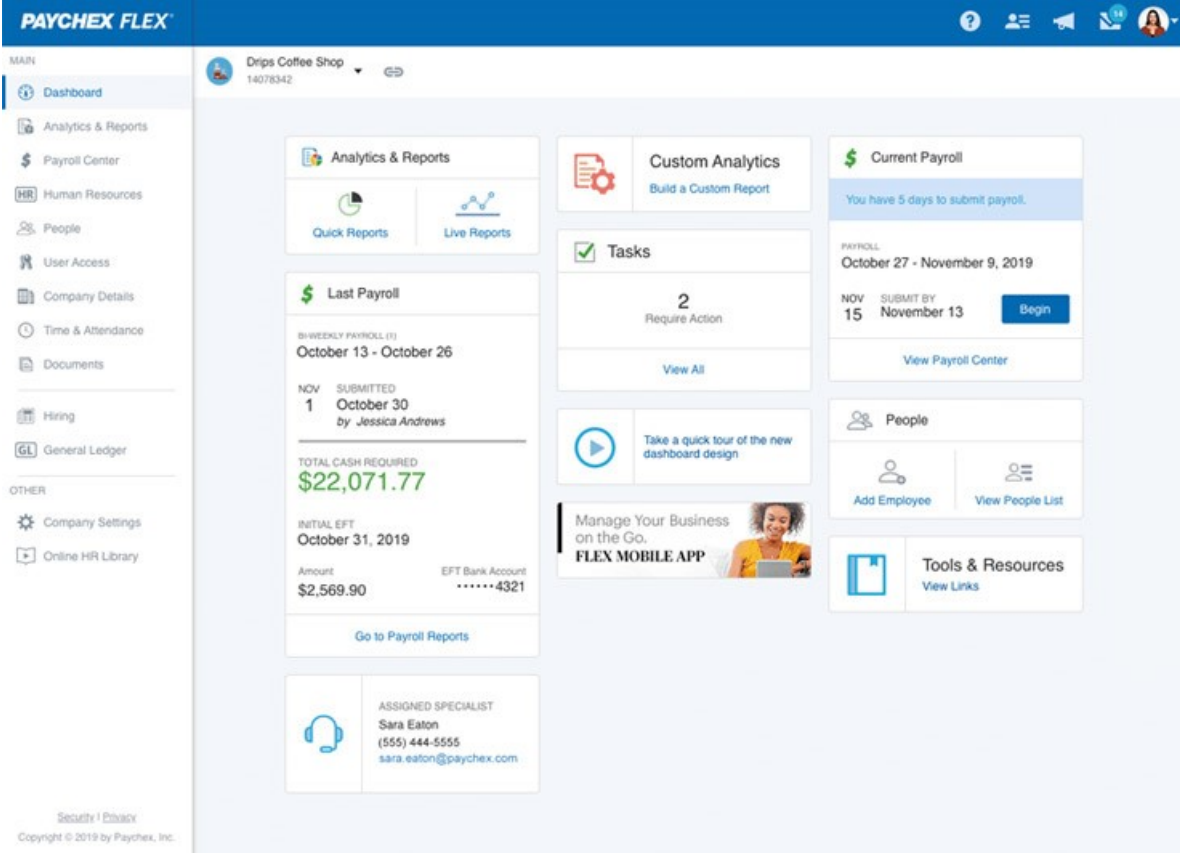 PAYCHEX FLEX®
14
MAIN
Dashboard
Analytics & Reports
Payroll Center
HR Human Resources
People
User Access
Company Details
Time & Attendance
Documents
Hiring
GL General Ledger
OTHER
Company Settings
Online HR Library
Security | Privacy
Copyright © 2019 by Paychex, Inc.
Drips Coffee Shop
14078342
Analytics & Reports
Quick Reports
Live Reports
Last Payroll
BI-WEEKLY PAYROLL (1)
October 13 - October 26
NOV
1
SUBMITTED
October 30
by Jessica Andrews
TOTAL CASH REQUIRED
$22,071.77
INITIAL EFT
October 31, 2019
Amount
$2,569.90
EFT Bank Account
••••••4321
Go to Payroll Reports
ASSIGNED SPECIALIST
Sara Eaton
(555) 444-5555
sara.eaton@paychex.com
Custom Analytics
Build a Custom Report
Tasks
2
Require Action
View All
Take a quick tour of the new
dashboard design
Manage Your Business
on the Go.
FLEX MOBILE APP
Current Payroll
You have 5 days to submit payroll.
PAYROLL
October 27 - November 9, 2019
NOV
15
SUBMIT BY
November 13
Begin
View Payroll Center
People
Add Employee
View People List
Tools & Resources
View Links